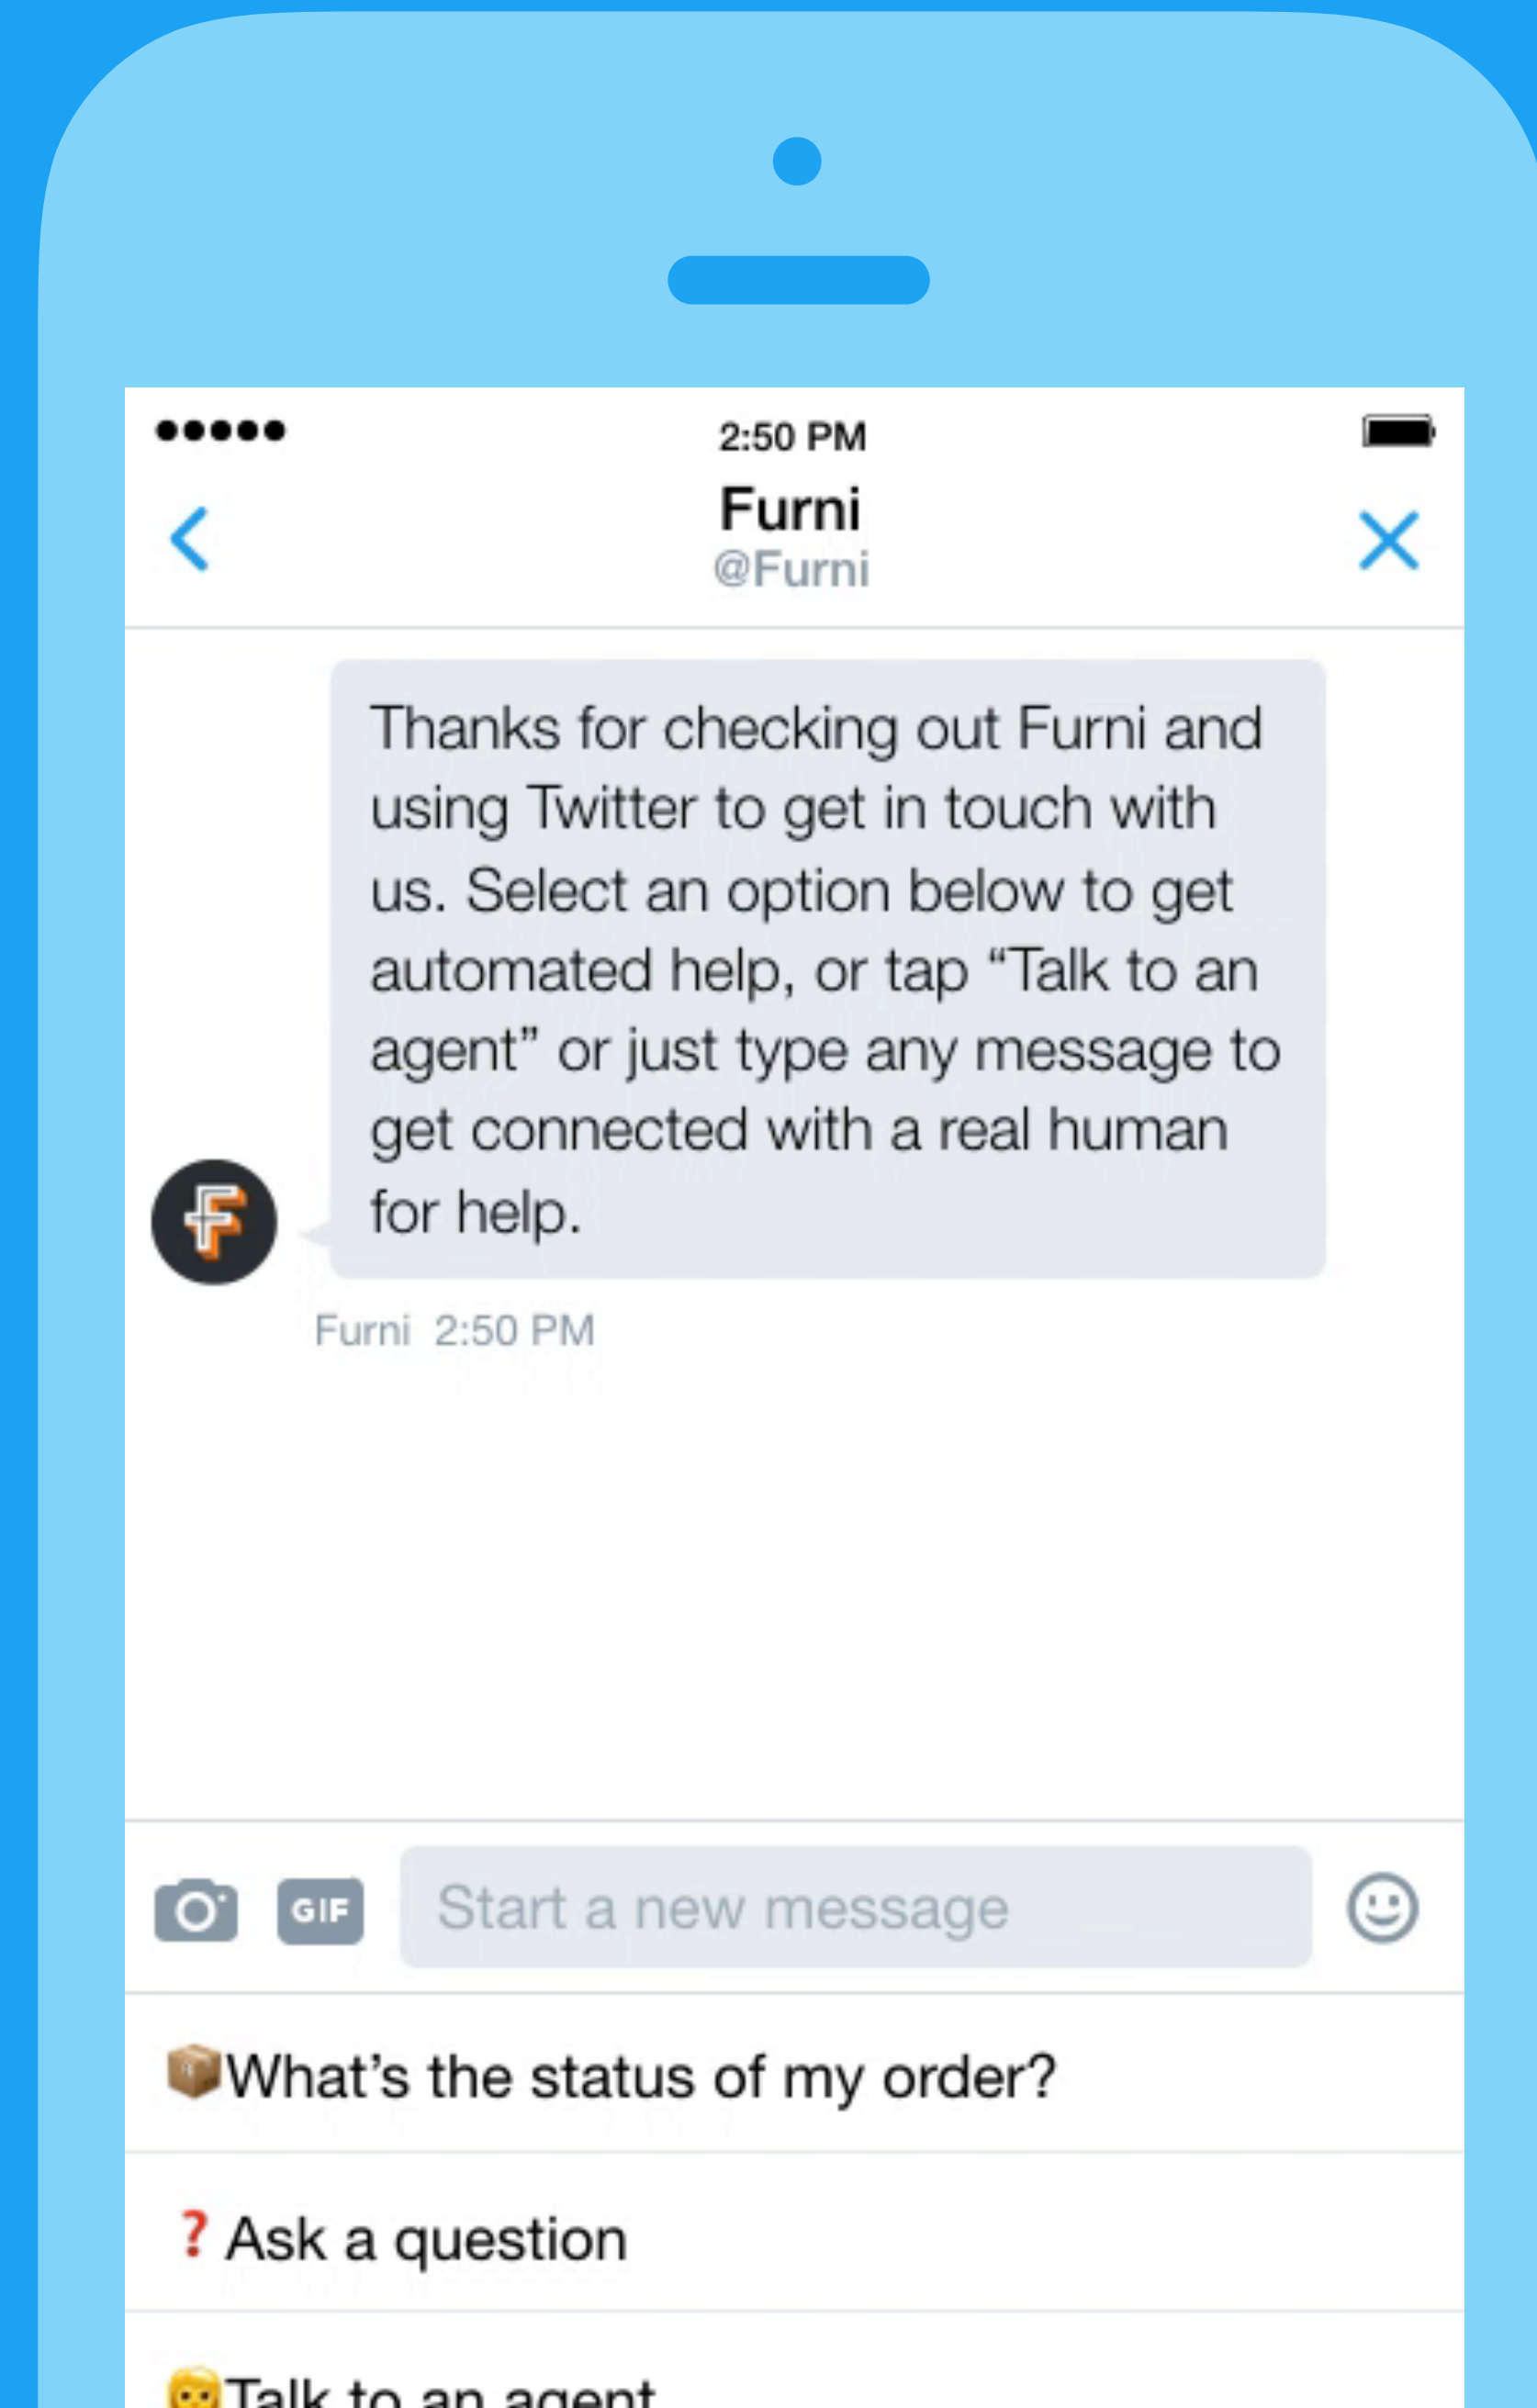 2:50 PM
Furni
@Furni
Thanks for checking out Furni and
using Twitter to get in touch with
us. Select an option below to get
automated help, or tap “Talk to an
agent” or just type any message to
get connected with a real human
for help.
F
Furni 2:50 PM
GIF Start a new message
What’s the status of my order?
Ask a question
Talk to an agent